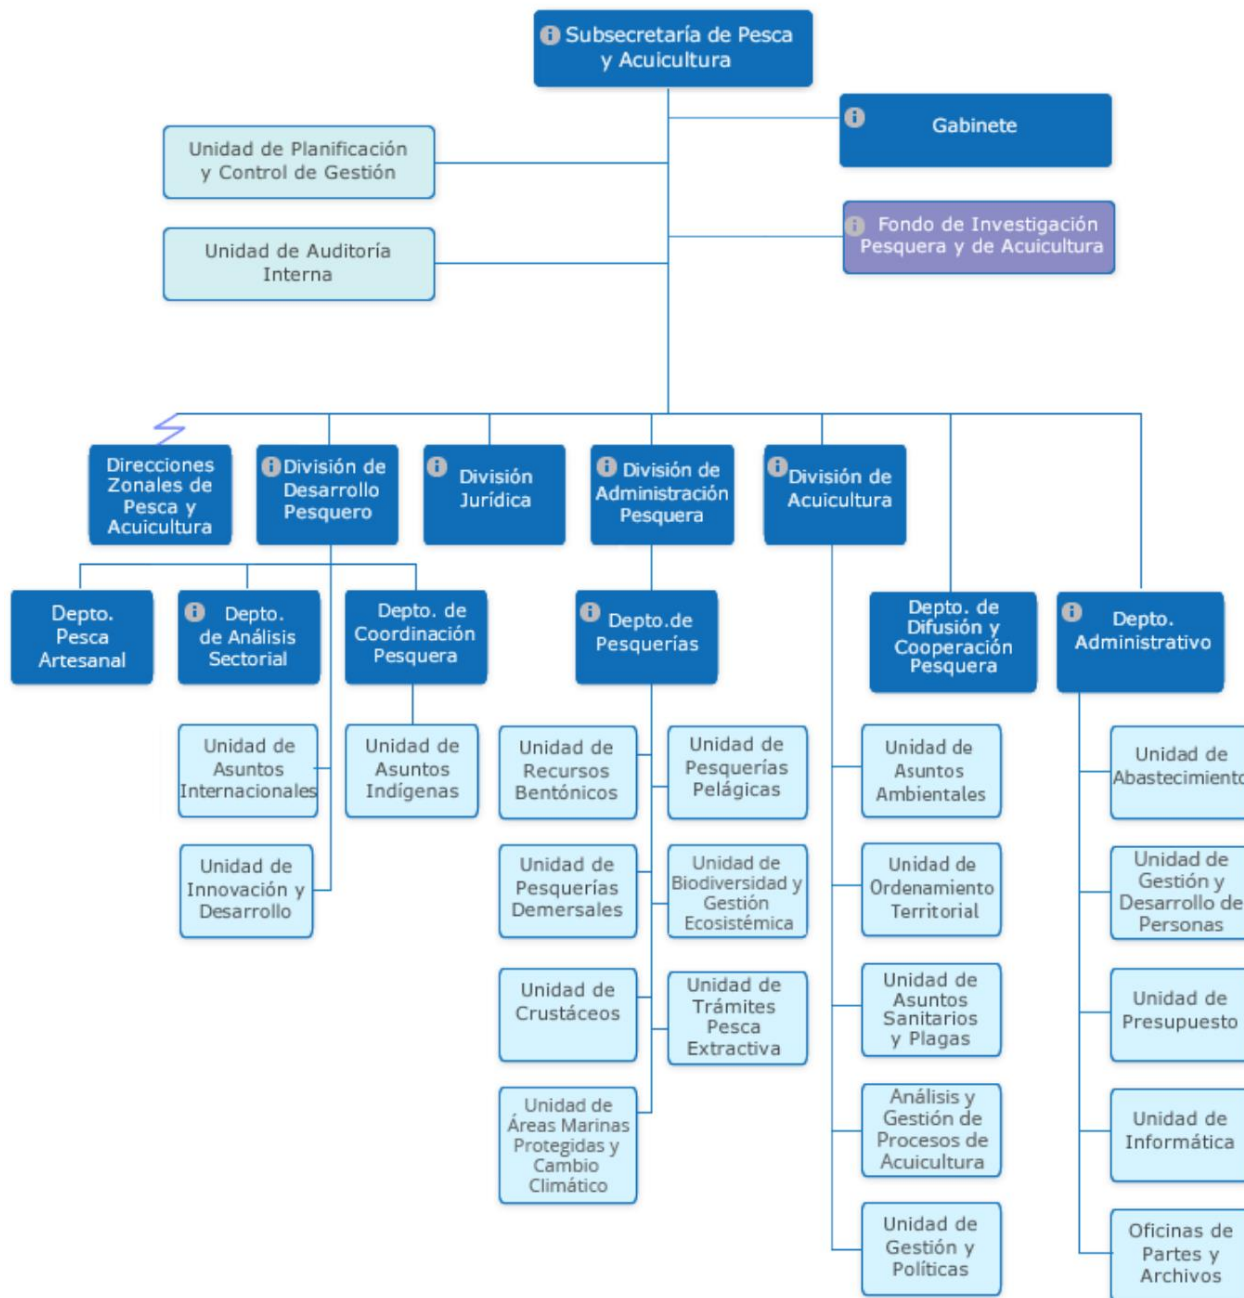 Subsecretaría de Pesca
y Acuicultura
Gabinete
Unidad de Planificación
y Control de Gestión
Fondo de Investigación
Pesquera y de Acuicultura
Unidad de Auditoría
Interna
Direcciones
Zonales de
Pesca y
Acuicultura
División de
Desarrollo
Pesquero
División
Jurídica
División de
Administración
Pesquera
División de
Acuicultura
Depto.
Pesca
Artesanal
Depto.
de Análisis
Sectorial
Depto. de
Coordinación
Pesquera
Depto.de
Pesquerías
Depto. de
Difusión y
Cooperación
Pesquera
Depto.
Administrativo
Unidad de
Asuntos
Internacionales
Unidad de
Asuntos
Indígenas
Unidad de
Recursos
Bentónicos
Unidad de
Pesquerías
Pelágicas
Unidad de
Asuntos
Ambientales
Unidad de
Abastecimiento
Unidad de
Innovación y
Desarrollo
Unidad de
Pesquerías
Demersales
Unidad de
Biodiversidad y
Gestión
Ecosistémica
Unidad de
Ordenamiento
Territorial
Unidad de
Gestión y
Desarrollo de
Personas
Unidad de
Crustáceos
Unidad de
Trámites
Pesca
Extractiva
Unidad de
Asuntos
Sanitarios
y Plagas
Unidad de
Presupuesto
Unidad de
Áreas Marinas
Protegidas y
Cambio
Climático
Análisis y
Gestión de
Procesos de
Acuicultura
Unidad de
Informática
Unidad de
Gestión y
Políticas
Oficinas de
Partes y
Archivos